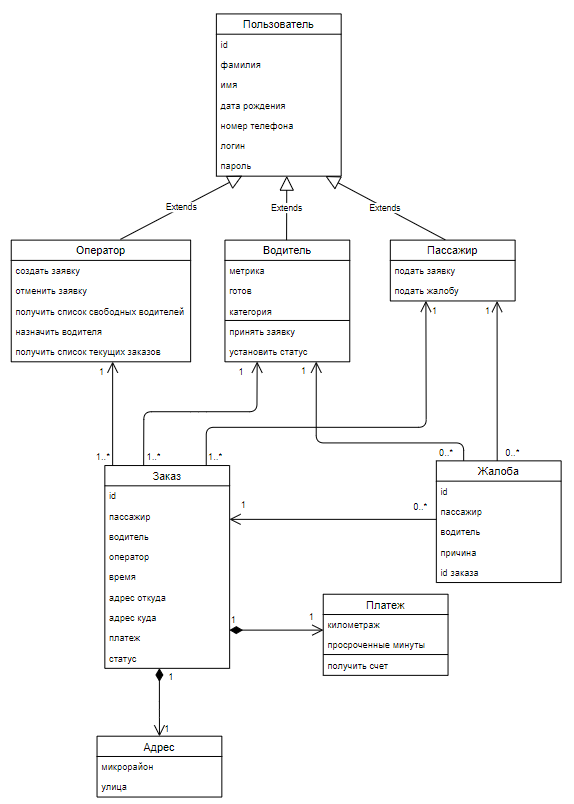 Пользователь
id
фамилия
имя
дата рождения
номер телефона
логин
пароль
Extends
Extends
Extends
Оператор
создать заявку
отменить заявку
получить список свободных водителей
назначить водителя
получить список текущих заказов
Водитель
метрика
готов
категория
принять заявку
установить статус
Пассажир
подать заявку
подать жалобу
1
1
1
1
1
1..*
1..*
1..*
0..*
0..*
Заказ
id
пассажир
водитель
оператор
время
адрес откуда
адрес куда
платеж
статус
Жалоба
id
пассажир
водитель
причина
id заказа
1
0..*
1
1
Платеж
километраж
просроченные минуты
получить счет
1
1
Адрес
микрорайон
улица